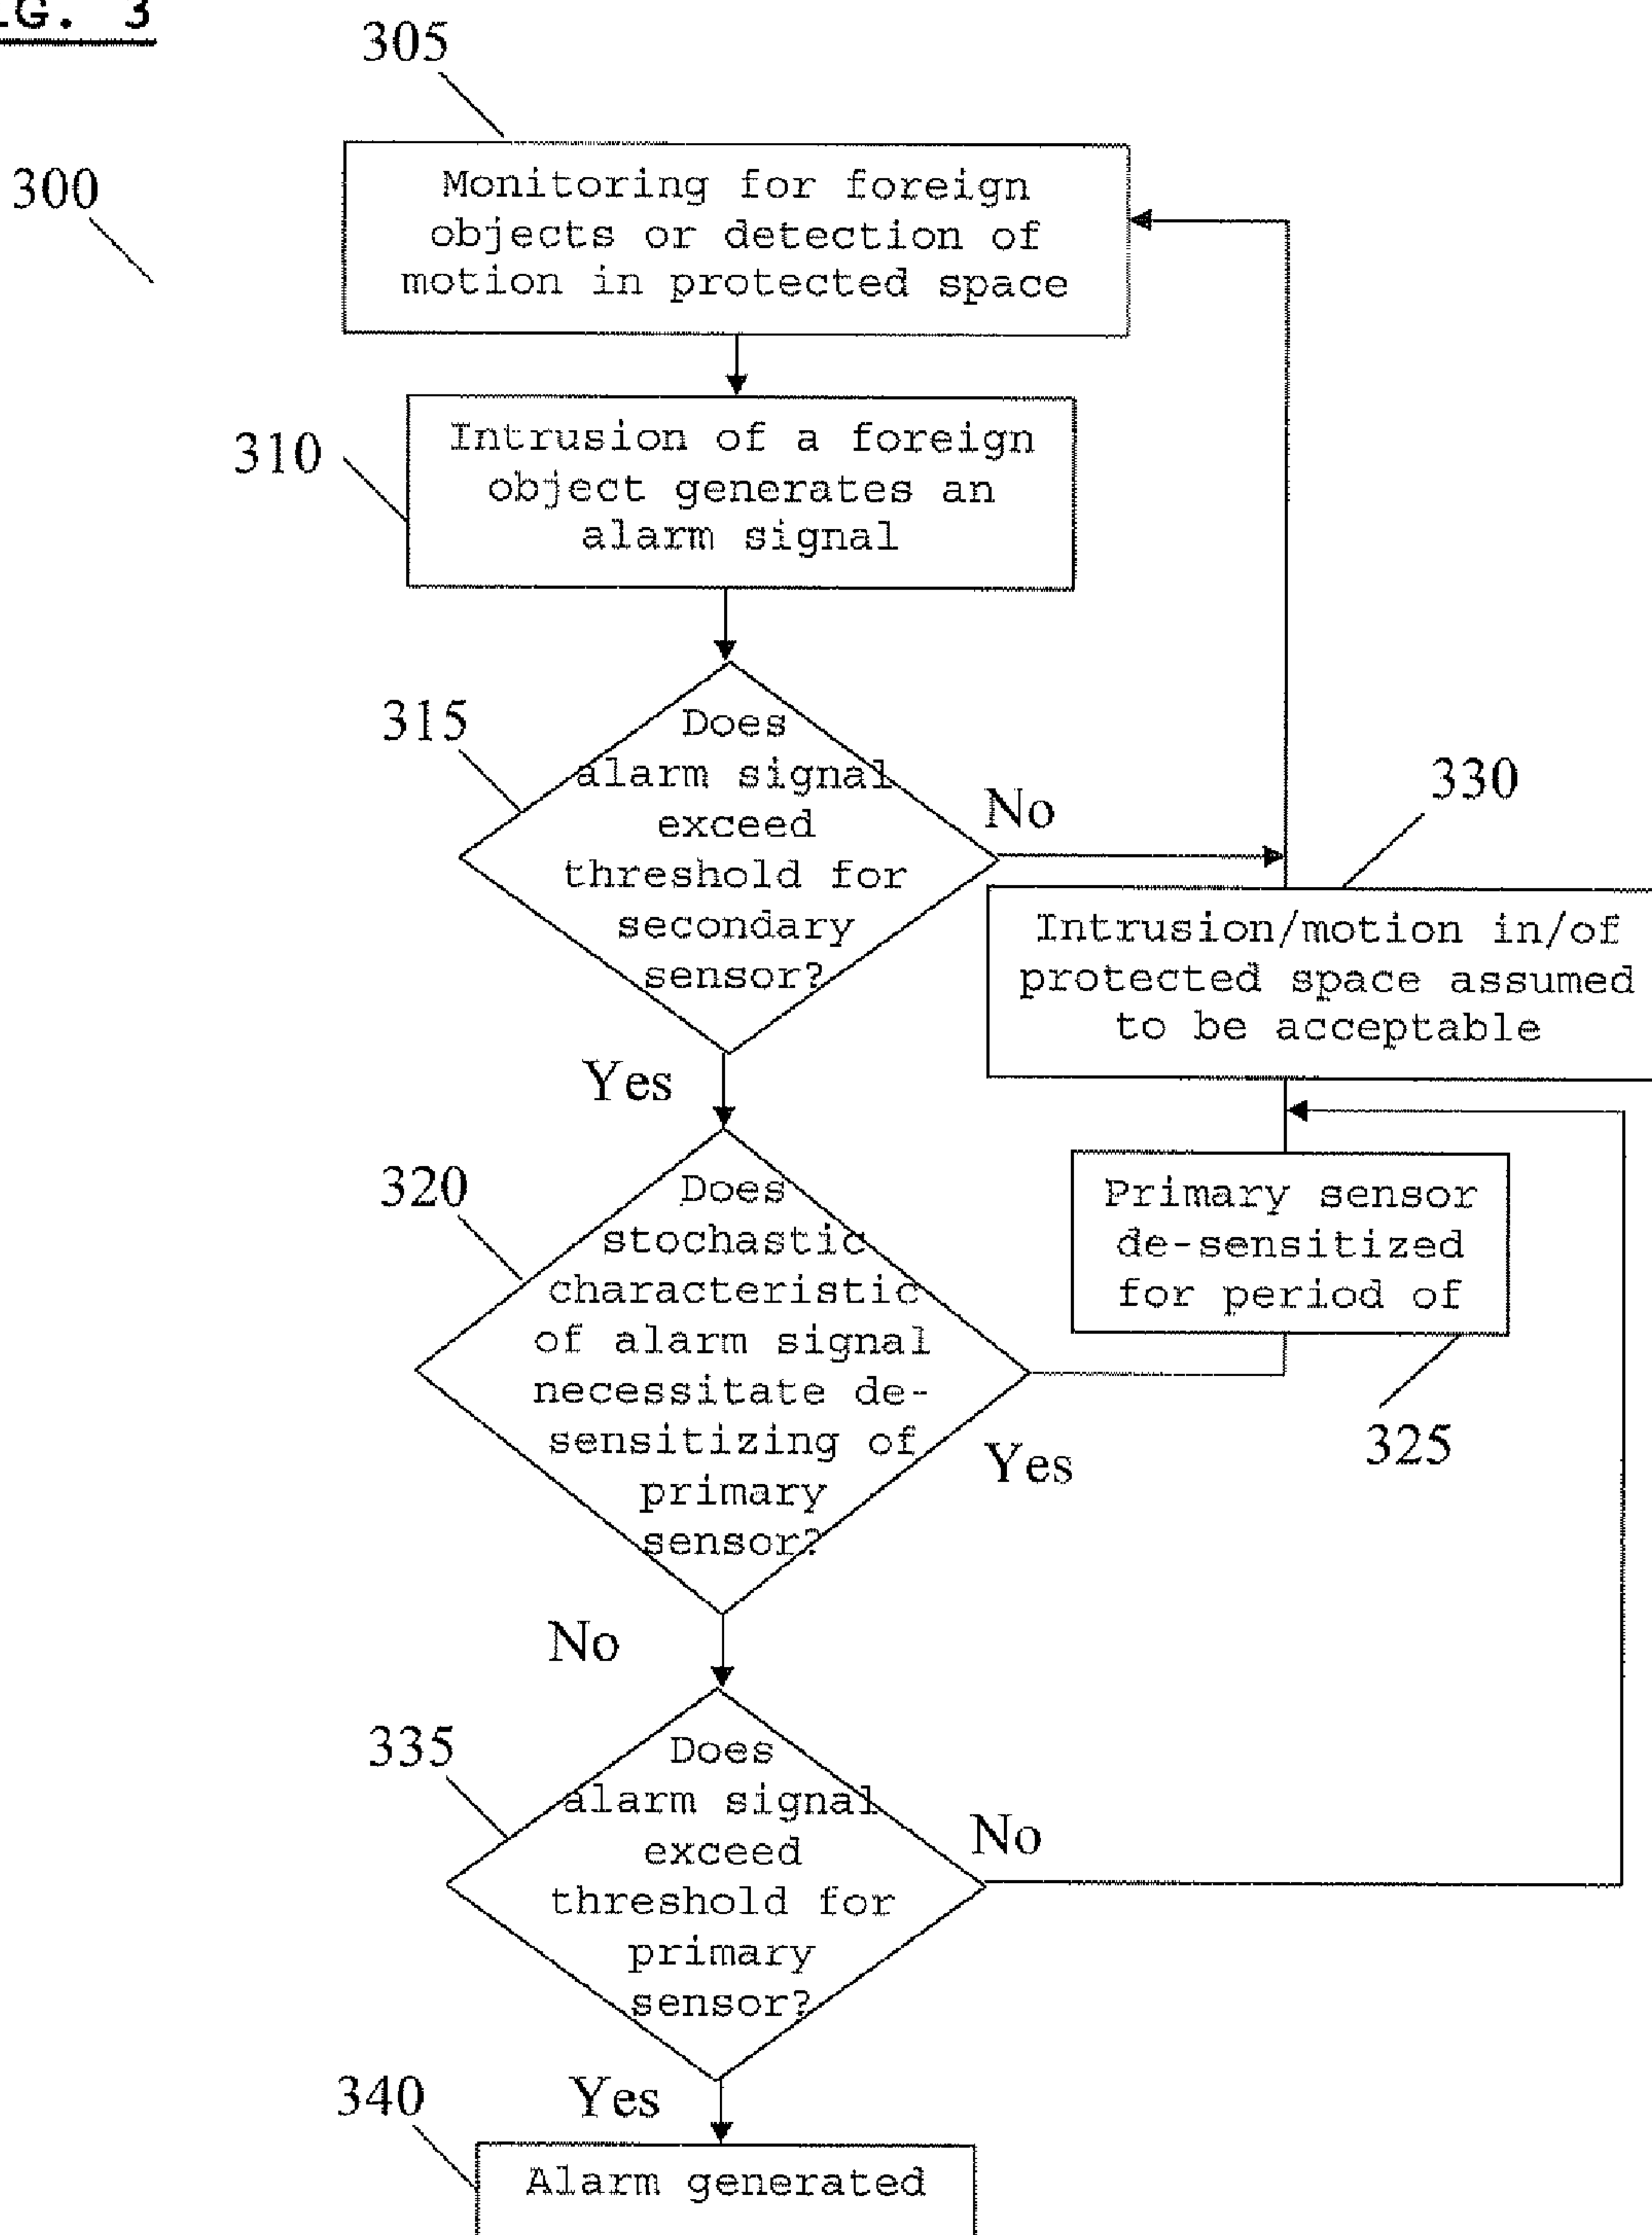 FIG. 3
305
300
Monitoring for foreign
objects or detection of
motion in protected space
310
Intrusion of a foreign
object generates an
alarm signal
315
Does
alarm signal
exceed
threshold for
secondary
sensor?
No
330
Intrusion/motion in/of
protected space assumed
to be acceptable
Yes
320
Does
stochastic
characteristic
of alarm signal
necessitate de-
sensitizing of
primary
sensor?
Primary sensor
de-sensitized
for period of
325
Yes
No
335
Does
alarm signal
exceed
threshold for
primary
sensor?
No
Yes
340
Alarm generated